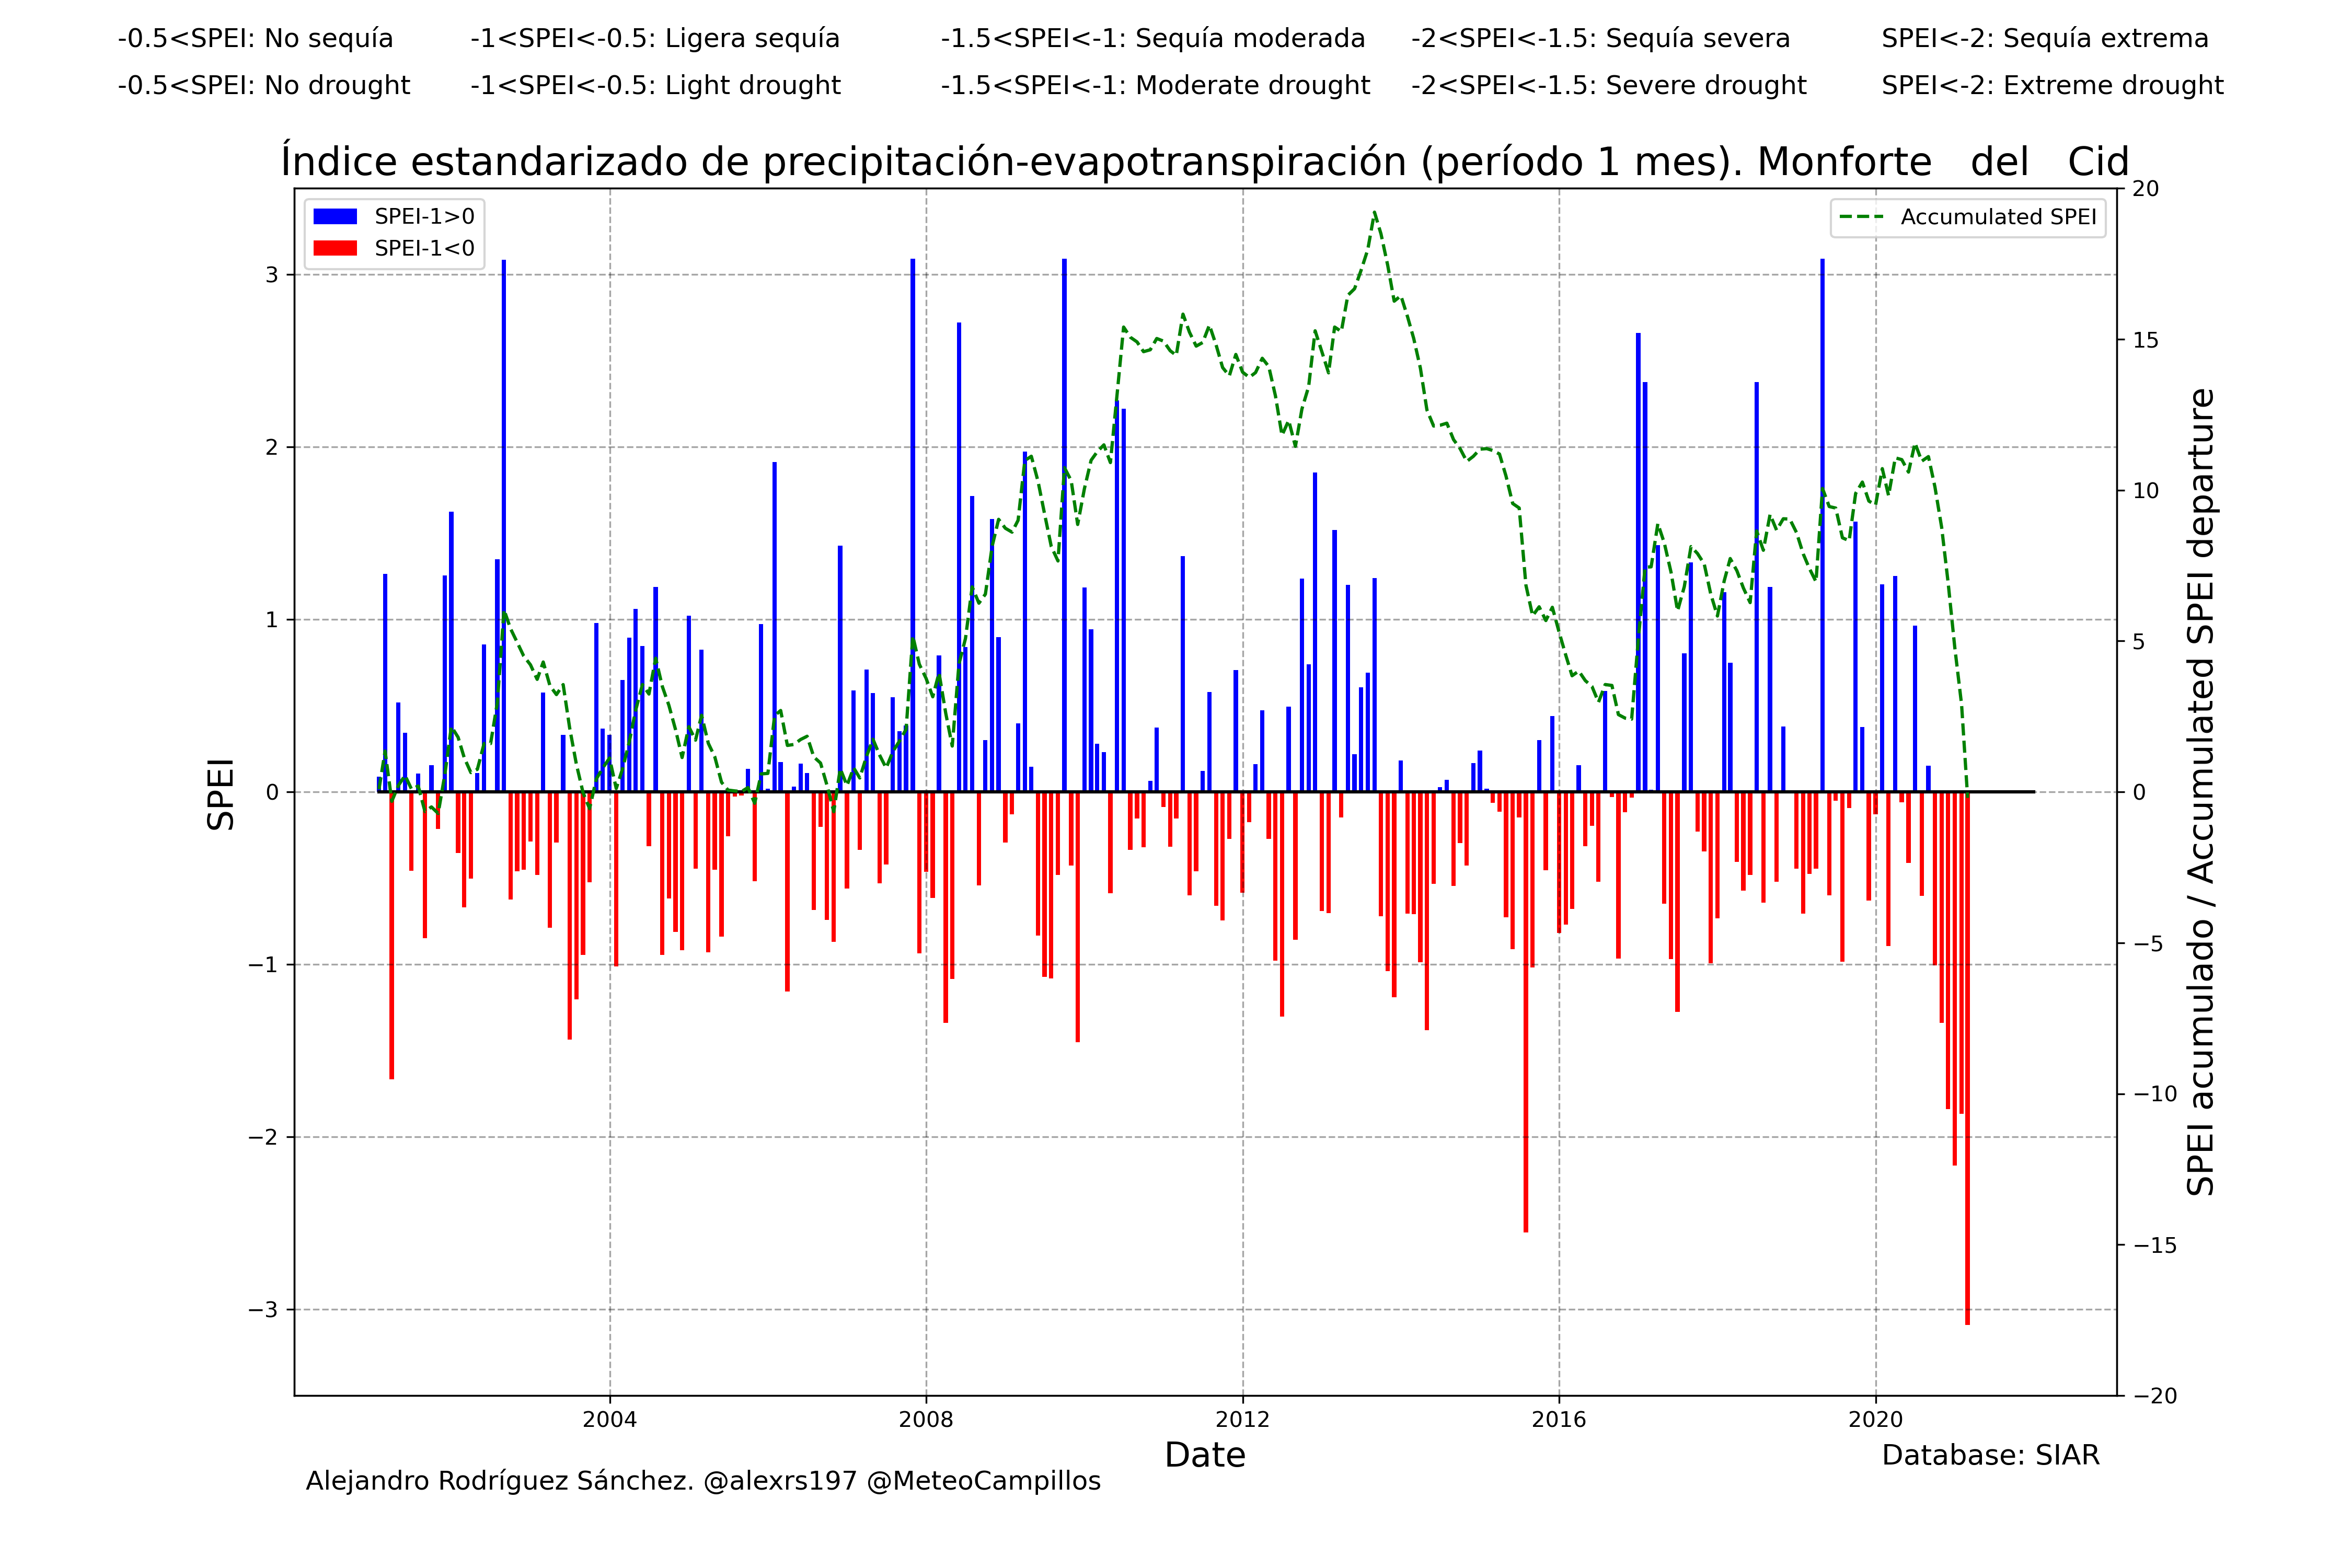 -0.5<SPEI: No sequía -1<SPEI<-0.5: Ligera sequía -1.5<SPEI<-1: Sequía moderada -2<SPEI<-1.5: Sequía severa SPEI<-2: Sequía extrema
-0.5<SPEI: No drought -1<SPEI<-0.5: Light drought -1.5<SPEI<-1: Moderate drought -2<SPEI<-1.5: Severe drought SPEI<-2: Extreme drought
Índice estandarizado de precipitación-evapotranspiración (período 1 mes). Monforte del Cid
SPEI-1>0
SPEI-1<0
Accumulated SPEI
SPEI
3
2
1
0
−1
−2
−3
20
15
10
5
0
−5
−10
−15
−20
SPEI acumulado / Accumulated SPEI departure
2004 2008 2012 2016 2020
Date
Database: SIAR
Alejandro Rodríguez Sánchez. @alexrs197 @MeteoCampillos